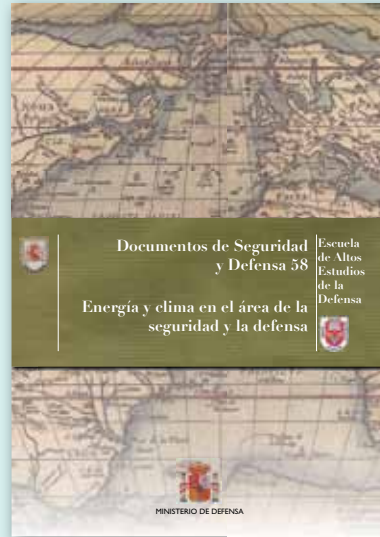 Documentos de Seguridad
y Defensa 58
Energía y clima en el área de la
seguridad y la defensa
Escuela
de Altos
Estudios
de la
Defensa
MINISTERIO DE DEFENSA